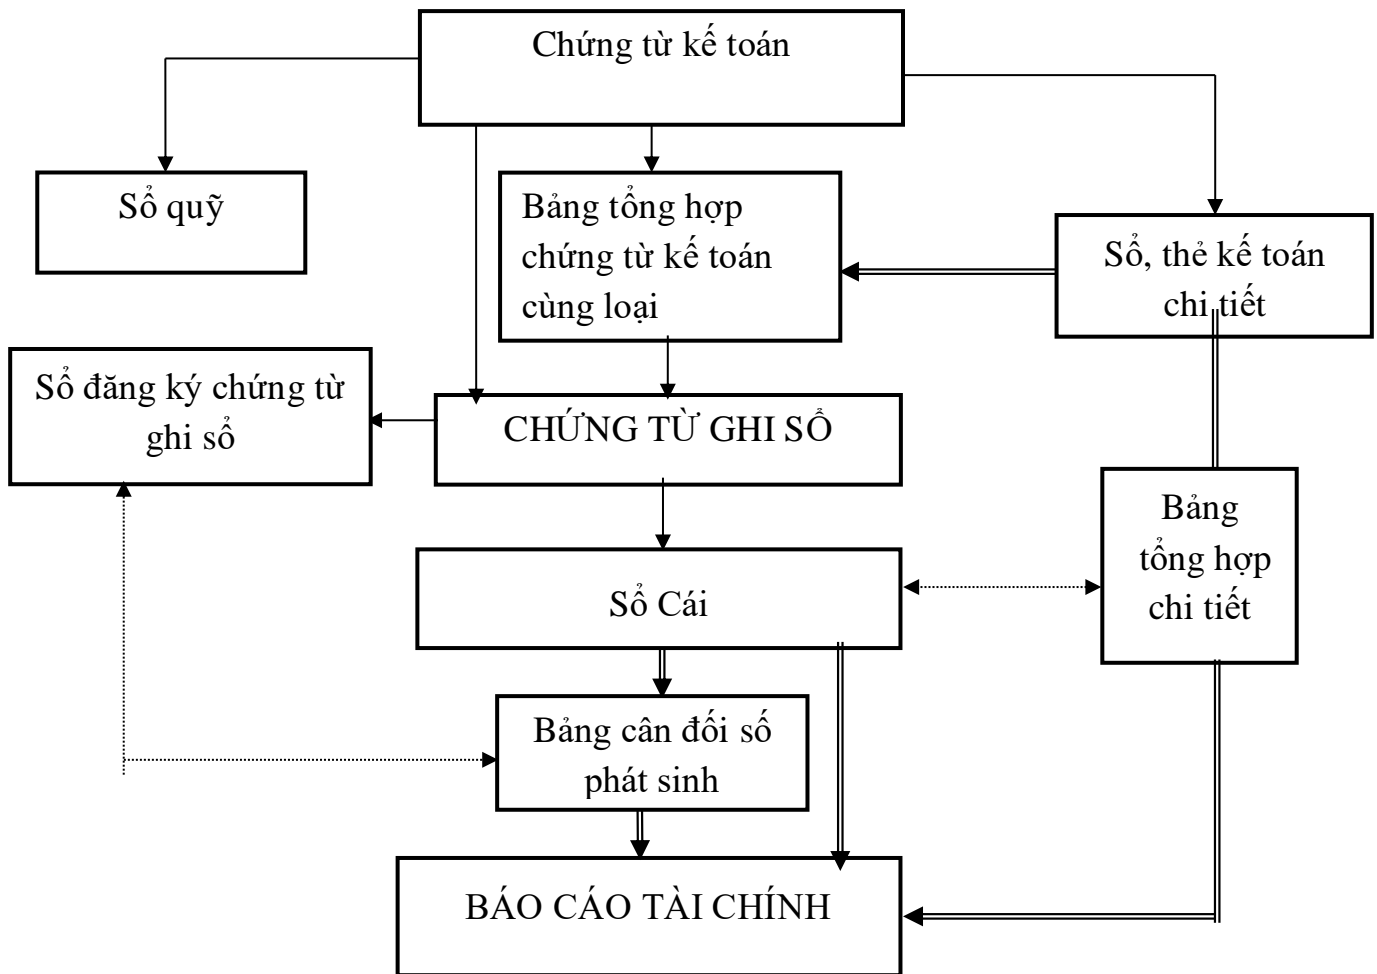 Chứng từ kế toán
Sổ quỹ
Bảng tổng hợp
chứng từ kế toán
cùng loại
Sổ, thẻ kế toán
chi tiết
Sổ đăng ký chứng từ
ghi sổ
CHỨNG TỪ GHI SỔ
Bảng
tổng hợp
chi tiết
Sổ Cái
Bảng cân đối số
phát sinh
BÁO CÁO TÀI CHÍNH